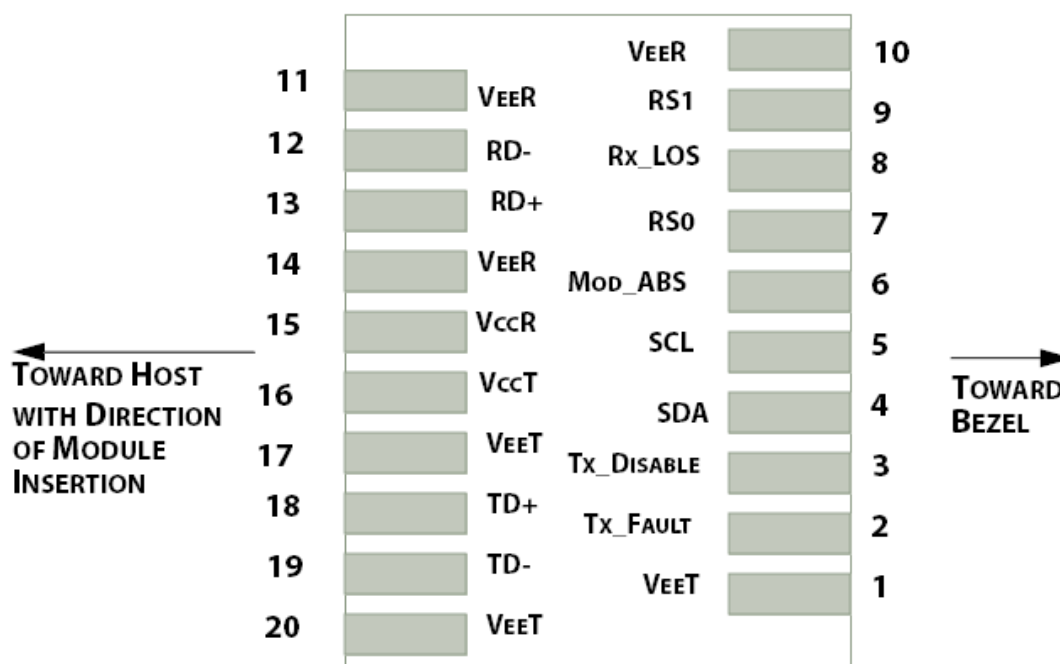 11 VEER
12 RD-
13 RD+
14 VEER
15 VCCR
16 VCCT
17 VEET
18 TD+
19 TD-
20 VEET
VEER 10
RS1 9
RX_LOS 8
RS0 7
MOD_ABS 6
SCL 5
SDA 4
TX_DISABLE 3
TX_FAULT 2
VEET 1
TOWARD HOST
WITH DIRECTION
OF MODULE
INSERTION
TOWARD
BEZEL